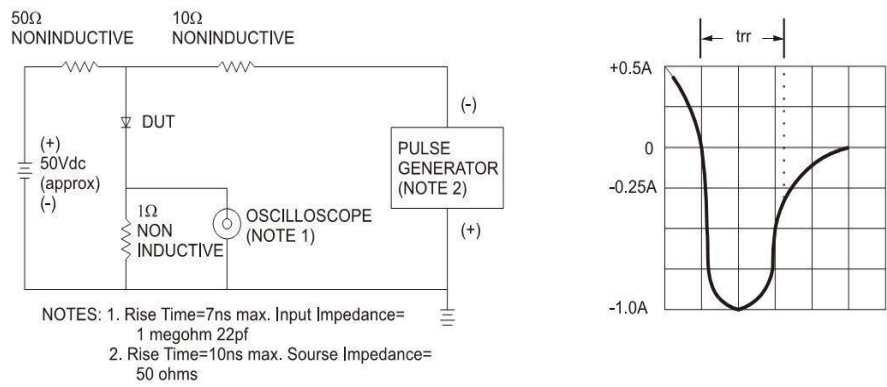 50Ω
NONINDUCTIVE
10Ω
NONINDUCTIVE
DUT
(+)
50Vdc
(approx)
(-)
1Ω
NON
INDUCTIVE
OSCILLOSCOPE
(NOTE 1)
(-)
PULSE
GENERATOR
(NOTE 2)
(+)
NOTES: 1. Rise Time=7ns max. Input Impedance=
1 megohm 22pf
2. Rise Time=10ns max. Sourse Impedance=
50 ohms
trr
+0.5A
0
-0.25A
-1.0A